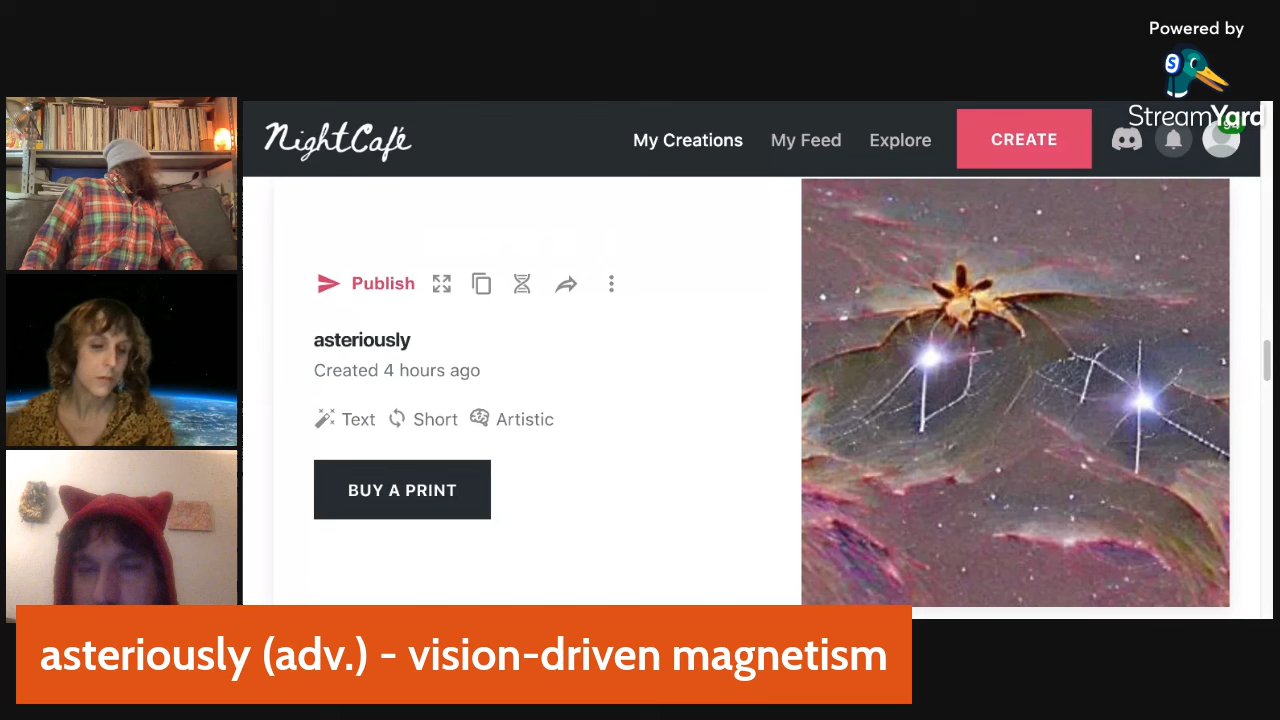 Powered by
StreamYard
NightCafé
My Creations
My Feed
Explore
CREATE
Publish
asteriously
Created 4 hours ago
Text
Short
Artistic
BUY A PRINT
asteriously (adv.) - vision-driven magnetism